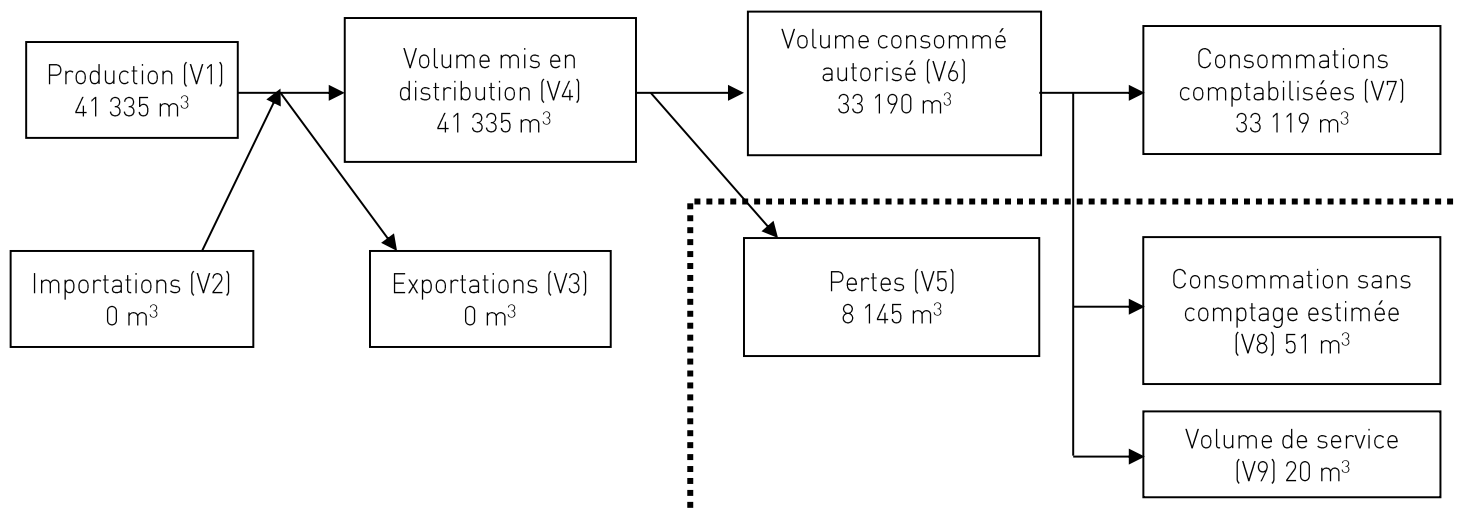 Production (V1)
41 335 m³
Volume mis en
distribution (V4)
41 335 m³
Volume consommé
autorisé (V6)
33 190 m³
Consommations
comptabilisées (V7)
33 119 m³
Importations (V2)
0 m³
Exportations (V3)
0 m³
Pertes (V5)
8 145 m³
Consommation sans
comptage estimée
(V8) 51 m³
Volume de service
(V9) 20 m³